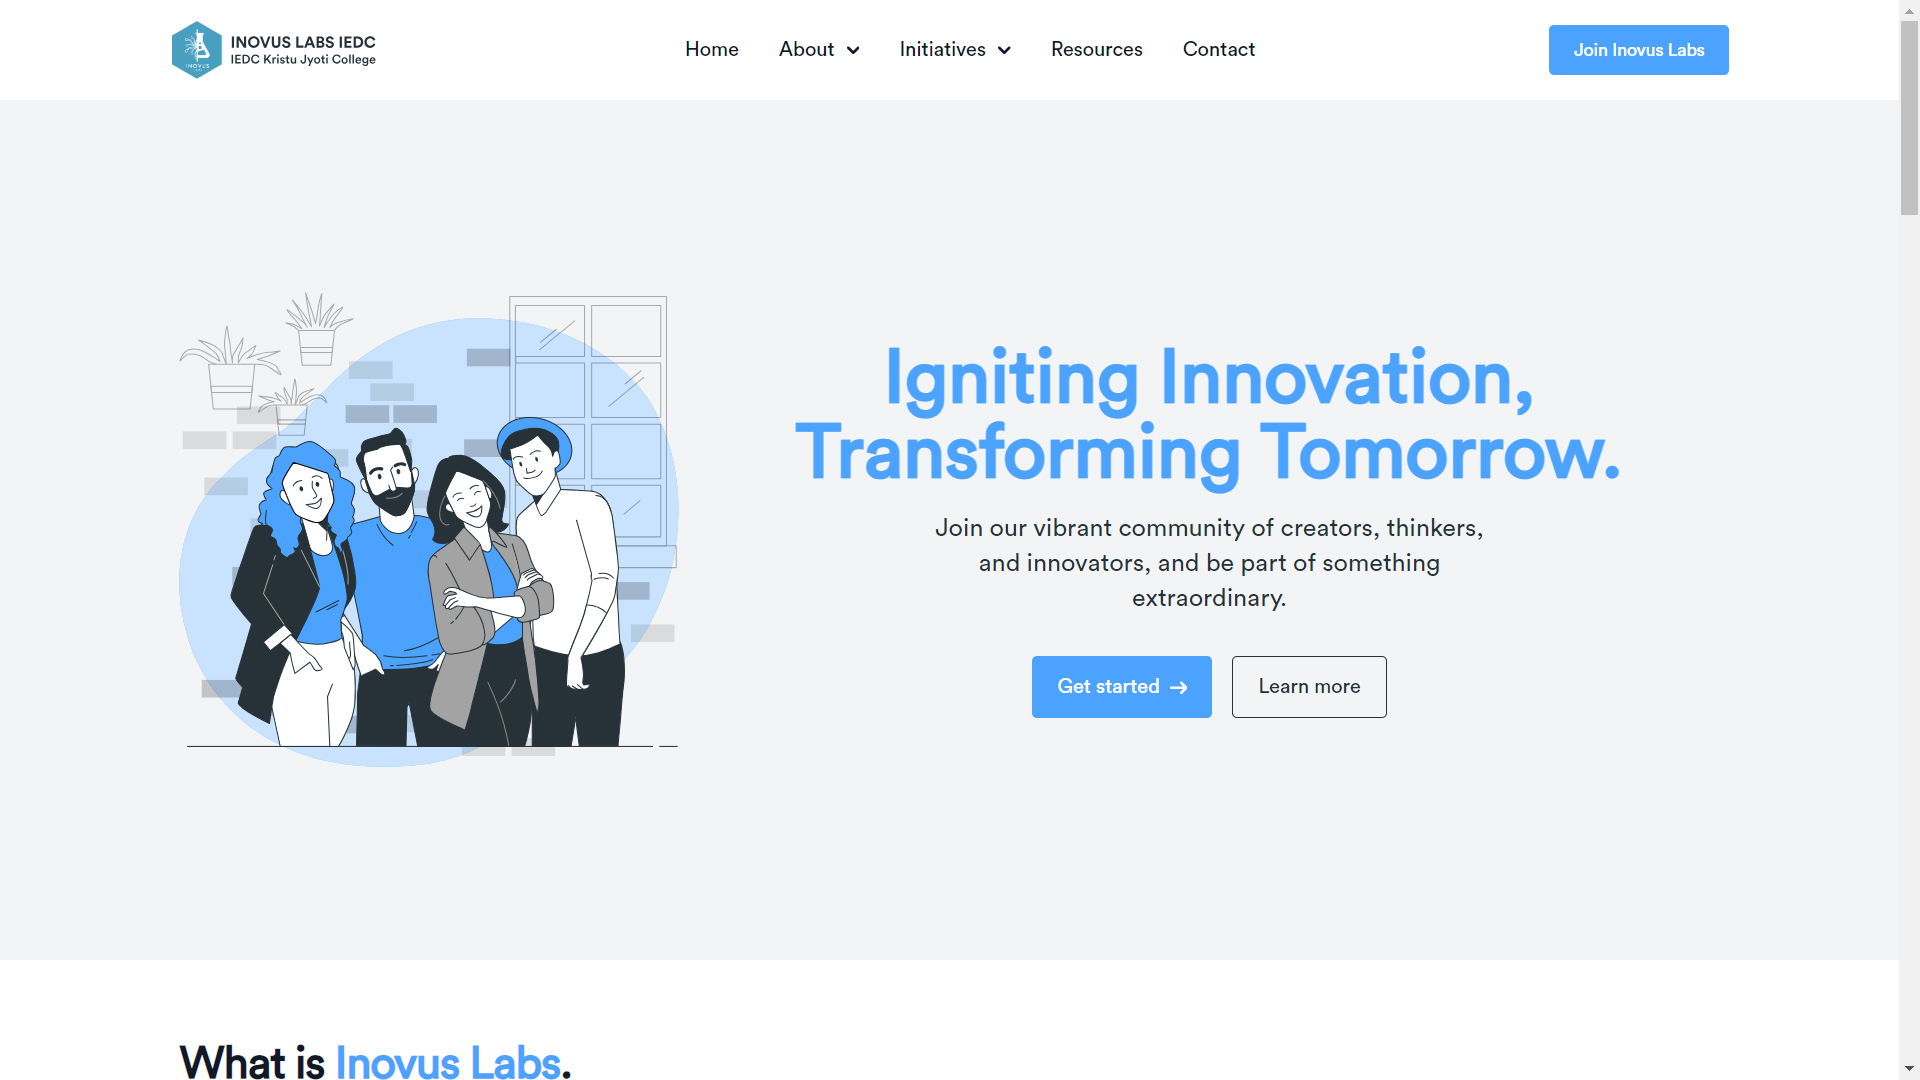 INOVUS
INOVUS LABS IEDC
IEDC Kristu Jyoti College
Home
About
Initiatives
Resources
Contact
Join Inovus Labs
Igniting Innovation,
Transforming Tomorrow.
Join our vibrant community of creators, thinkers,
and innovators, and be part of something
extraordinary.
Get started →
Learn more
What is Inovus Labs.